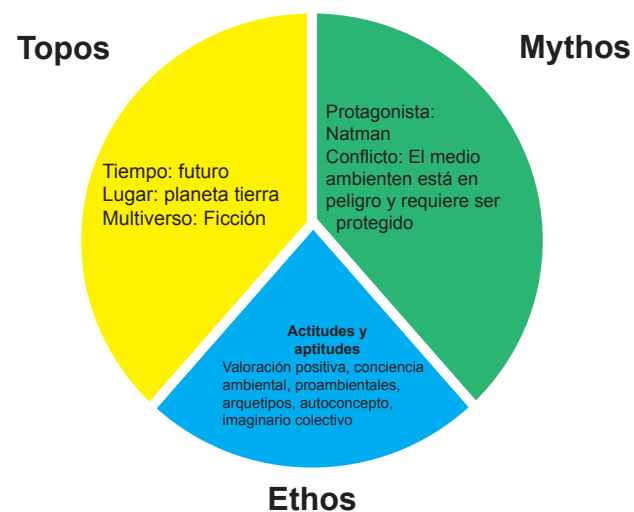 Topos
Mythos
Protagonista:
Natman
Conflicto: El medio
ambienten está en
peligro y requiere ser
protegido
Tiempo: futuro
Lugar: planeta tierra
Multiverso: Ficción
Actitudes y
aptitudes
Valoración positiva, conciencia
ambiental, proambientales,
arquetipos, autoconcepto,
imaginario colectivo
Ethos